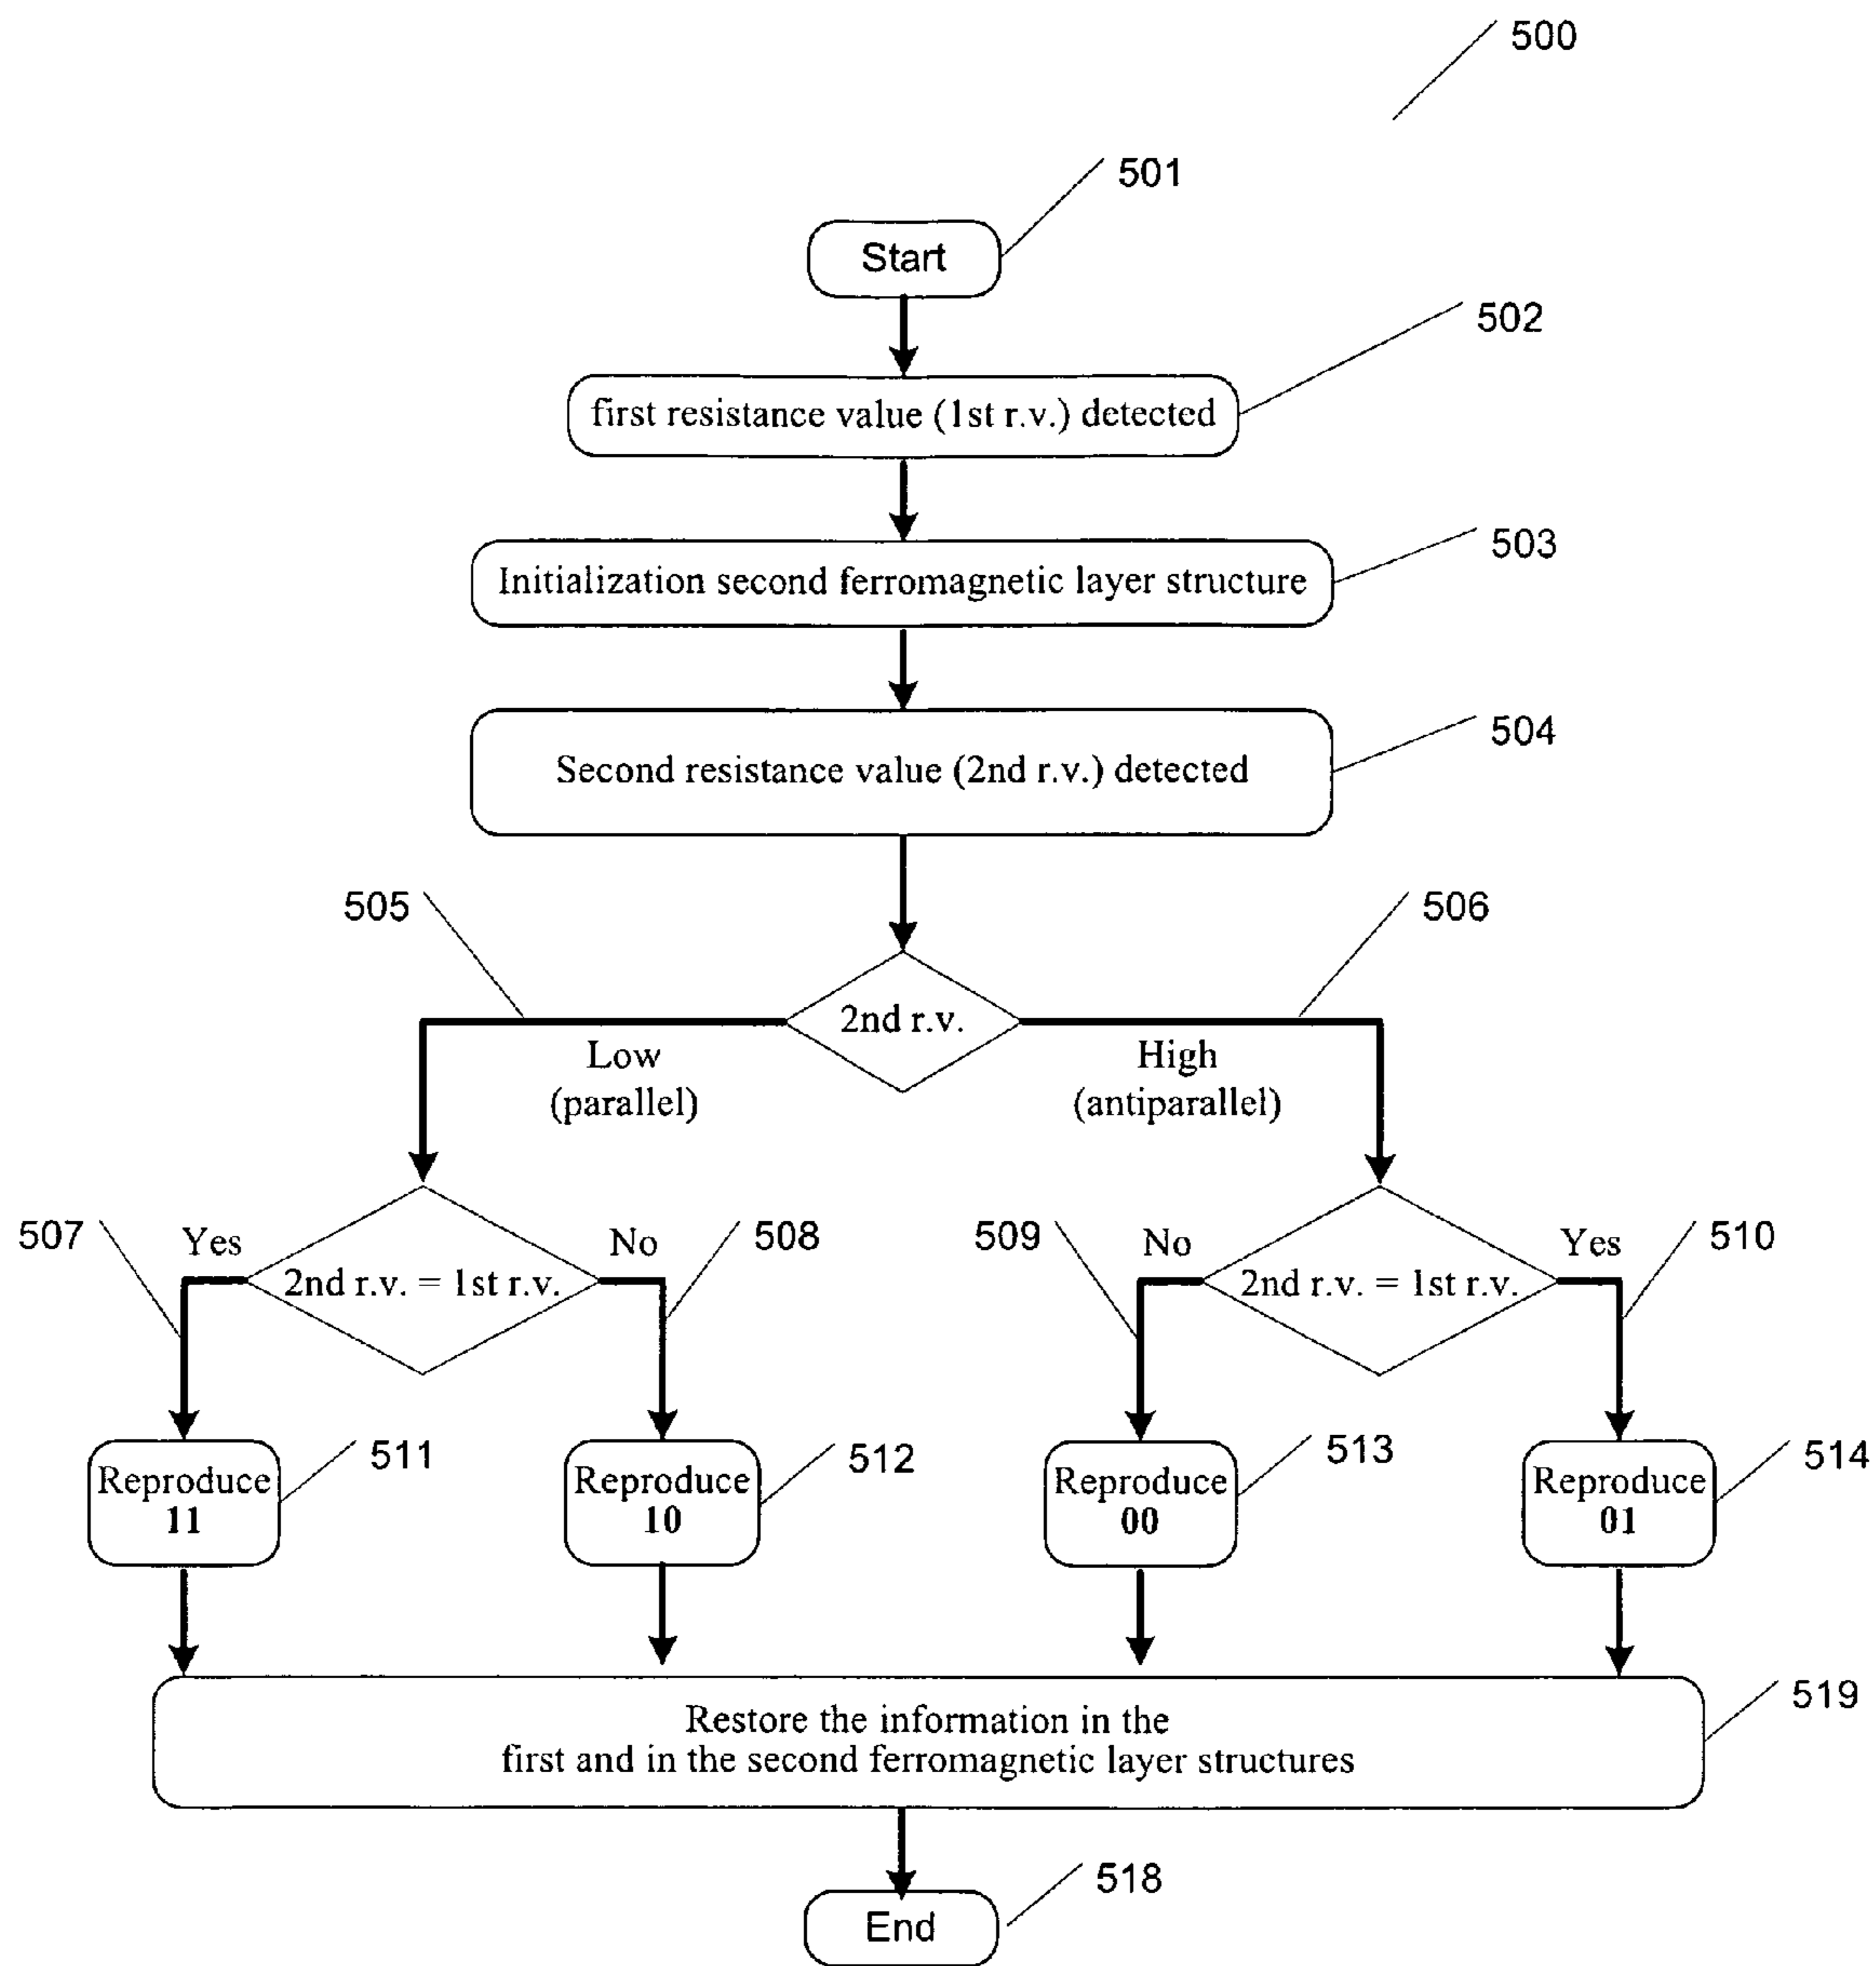 500
501
Start
502
first resistance value (1st r.v.) detected
503
Initialization second ferromagnetic layer structure
504
Second resistance value (2nd r.v.) detected
505
506
2nd r.v.
Low
(parallel)
High
(antiparallel)
507
Yes
No
508
509
No
Yes
510
2nd r.v. = 1st r.v.
2nd r.v. = 1st r.v.
Reproduce
11
511
Reproduce
10
512
Reproduce
00
513
Reproduce
01
514
519
Restore the information in the
first and in the second ferromagnetic layer structures
518
End